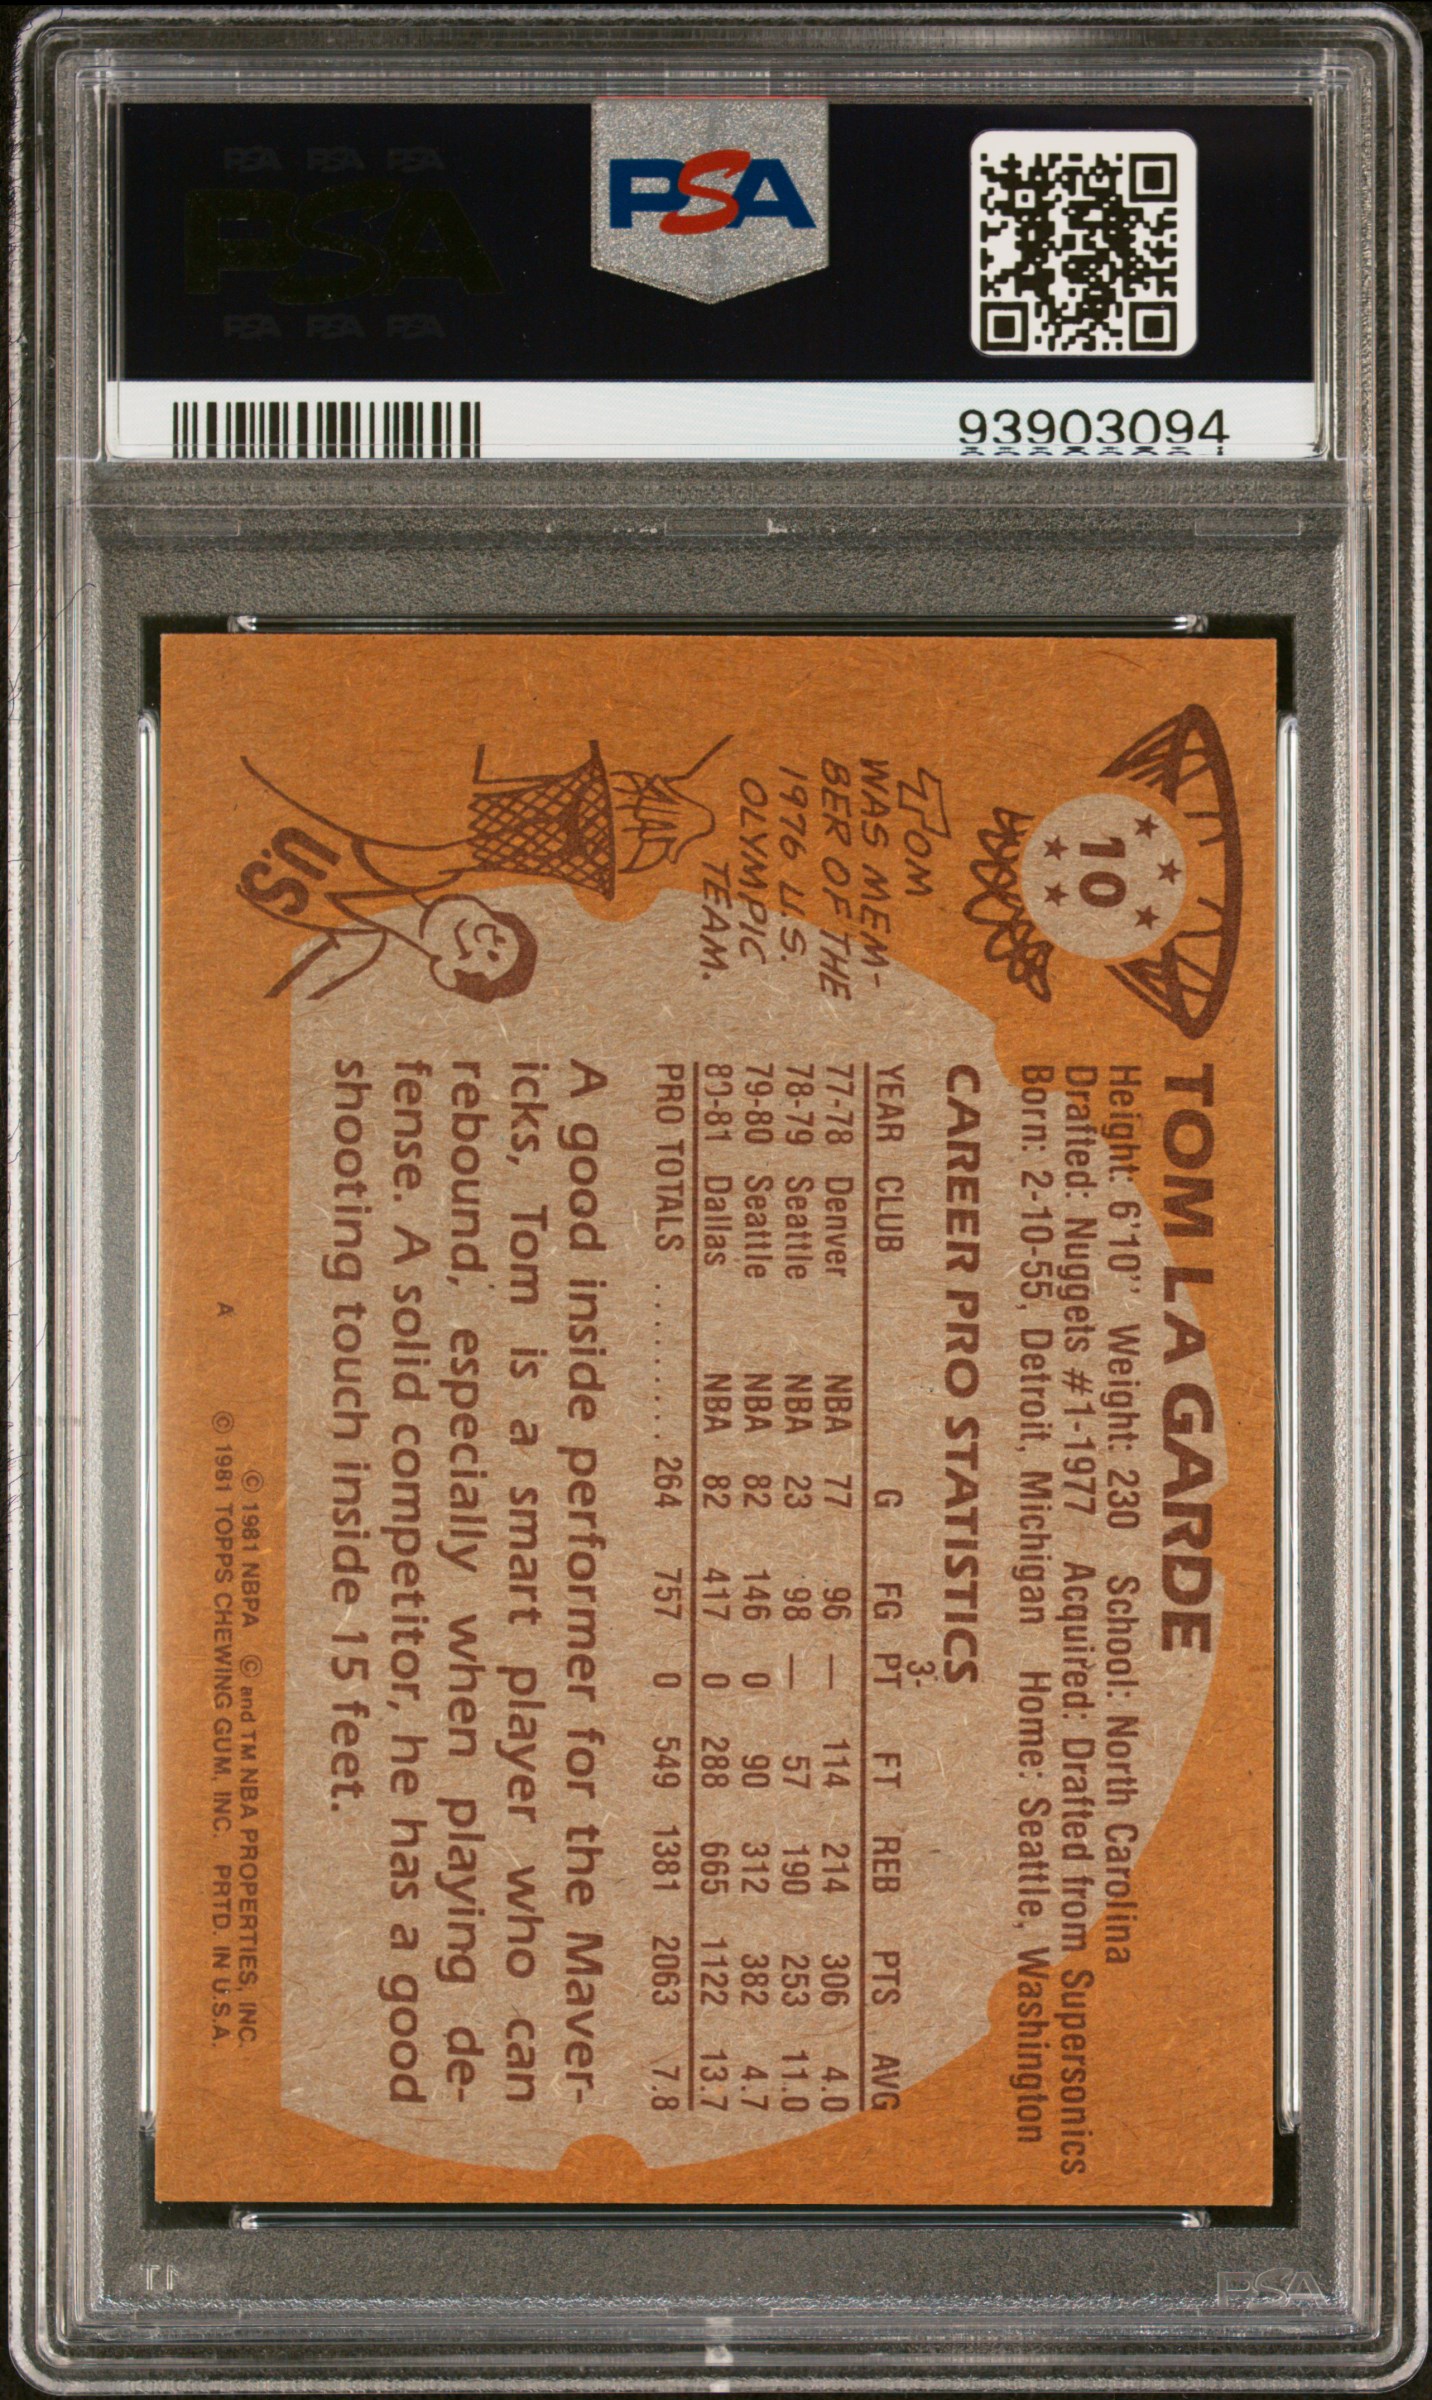 PSA PSA PSA
PSA
PSA PSA PSA
PSA
93903094
10
TOM LA GARDE
Height: 6'10'' Weight: 230 School: North Carolina
Drafted: Nuggets #1-1977 Acquired: Drafted from Supersonics
Born: 2-10-55, Detroit, Michigan Home: Seattle, Washington
TOM
WAS MEM-
BER OF THE
1976 U.S.
OLYMPIC
TEAM.
U.S.
CAREER PRO STATISTICS
YEAR CLUB G FG 3-PT FT REB PTS AVG
77-78 Denver NBA 77 96 — 114 214 306 4.0
78-79 Seattle NBA 23 98 — 57 190 253 11.0
79-80 Seattle NBA 82 146 0 90 312 382 4.7
80-81 Dallas NBA 82 417 0 288 665 1122 13.7
PRO TOTALS ........ 264 757 0 549 1381 2063 7.8
A good inside performer for the Maver-
icks, Tom is a smart player who can
rebound, especially when playing de-
fense. A solid competitor, he has a good
shooting touch inside 15 feet.
© 1981 NBPA © and TM NBA PROPERTIES, INC.
A © 1981 TOPPS CHEWING GUM, INC. PRTD. IN U.S.A.
PSA